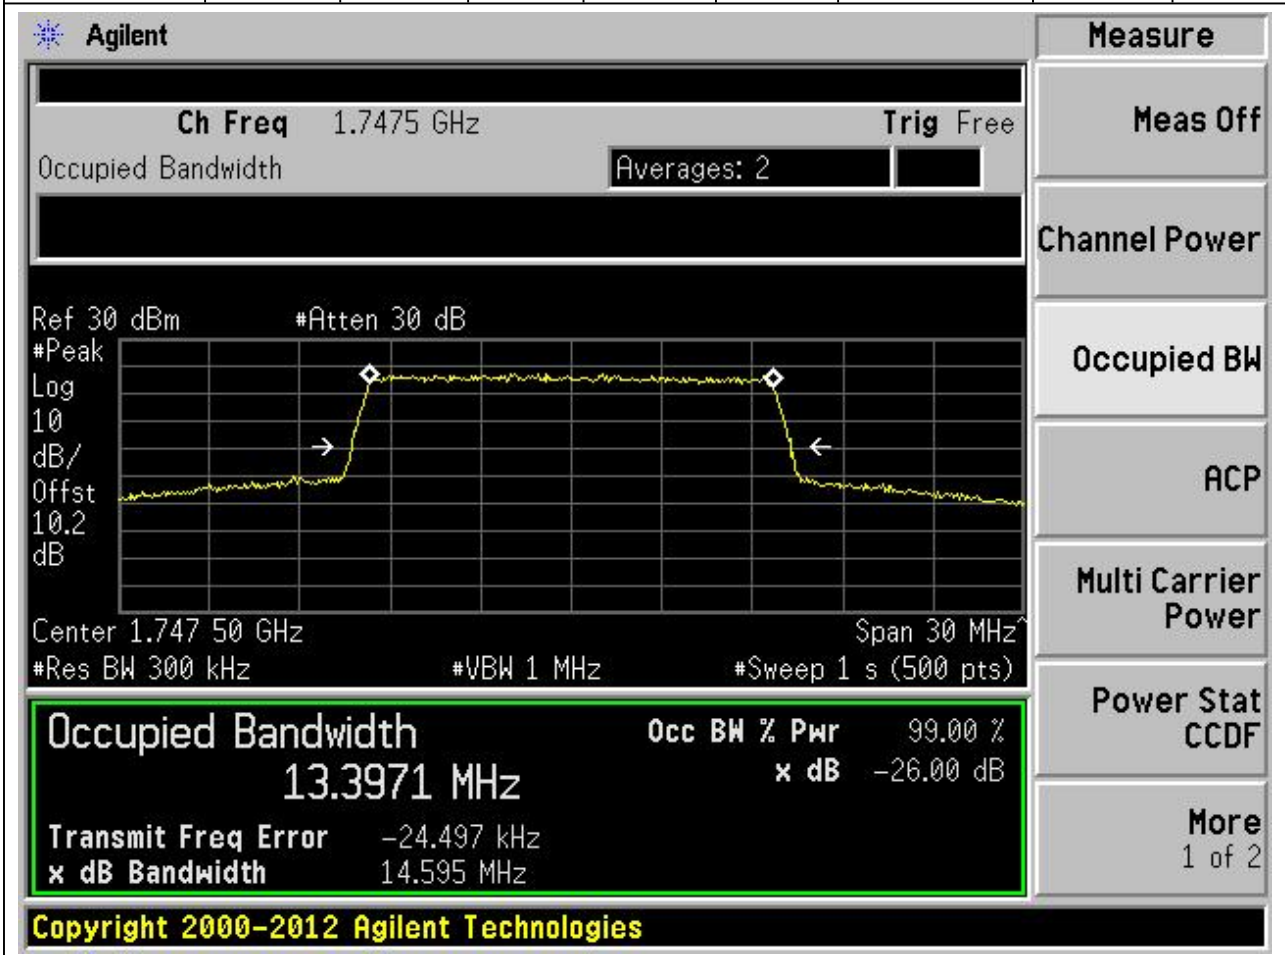 Agilent
Measure
Ch Freq 1.7475 GHz Trig Free
Occupied Bandwidth Averages: 2
Meas Off
Channel Power
Occupied BW
ACP
Multi Carrier
Power
Power Stat
CCDF
More
1 of 2
Ref 30 dBm #Atten 30 dB
#Peak
Log
10
dB/
Offst
10.2
dB
Center 1.747 50 GHz Span 30 MHz^
#Res BW 300 kHz #VBW 1 MHz #Sweep 1 s (500 pts)
Occupied Bandwidth Occ BW % Pwr 99.00 %
13.3971 MHz x dB -26.00 dB
Transmit Freq Error -24.497 kHz
x dB Bandwidth 14.595 MHz
Copyright 2000-2012 Agilent Technologies